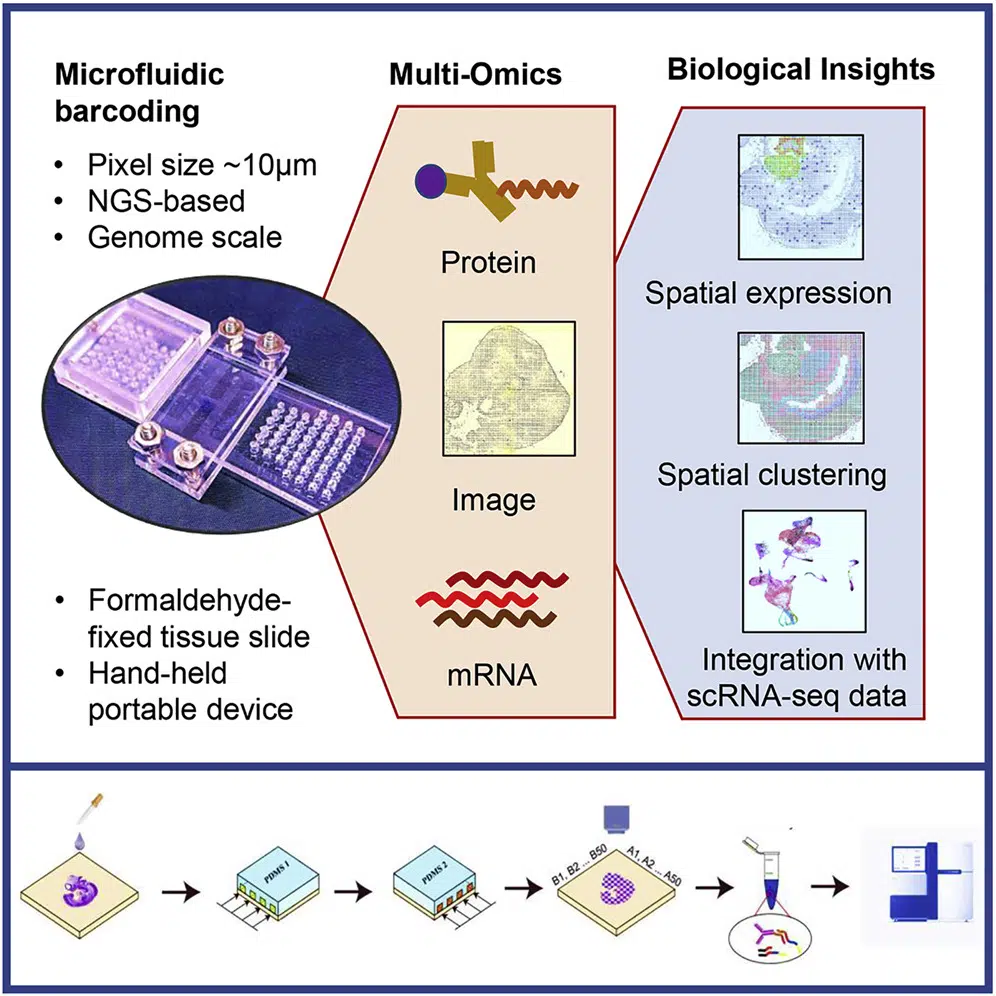 Microfluidic
barcoding
• Pixel size ~10μm
• NGS-based
• Genome scale
• Formaldehyde-
fixed tissue slide
• Hand-held
portable device
Multi-Omics
Protein
Image
mRNA
Biological Insights
Spatial expression
Spatial clustering
Integration with
scRNA-seq data
PDMS 1
PDMS 2
B1, B2 ... B50
A1, A2 ... A50